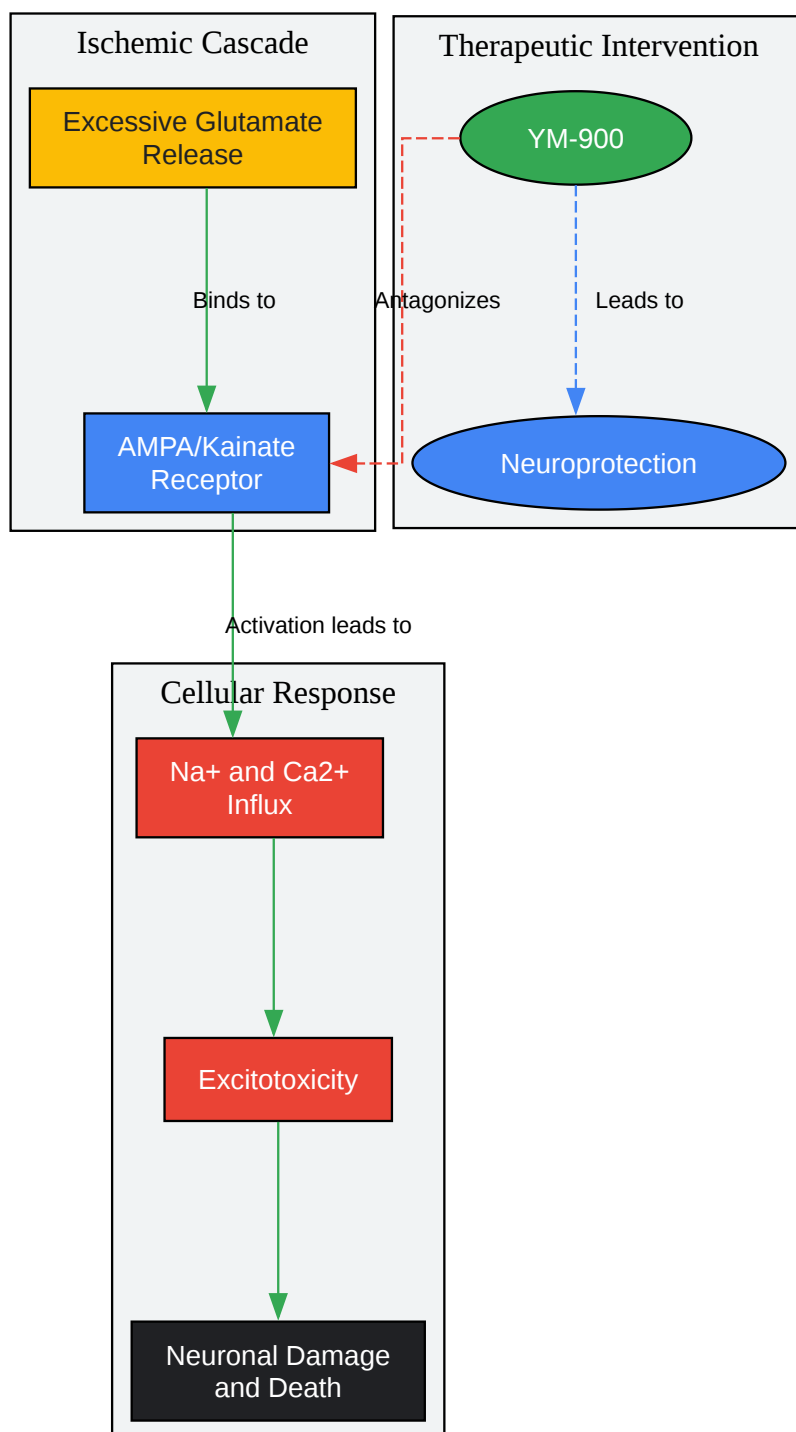 Ischemic Cascade
Therapeutic Intervention
Excessive Glutamate
Release
YM-900
Binds to
Antagonizes
Leads to
AMPA/Kainate
Receptor
Neuroprotection
Activation leads to
Cellular Response
Na+ and Ca2+
Influx
Excitotoxicity
Neuronal Damage
and Death